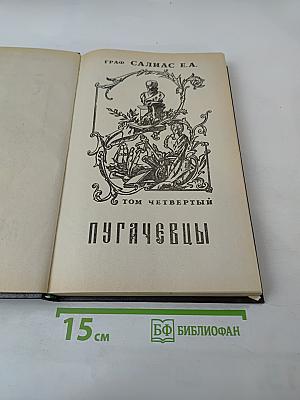 ГРАФ САЛИАС Е.А.
ТОМ ЧЕТВЕРТЫЙ
ПУГАЧЕВЦЫ
15 см
БФ БИБЛИОФАН